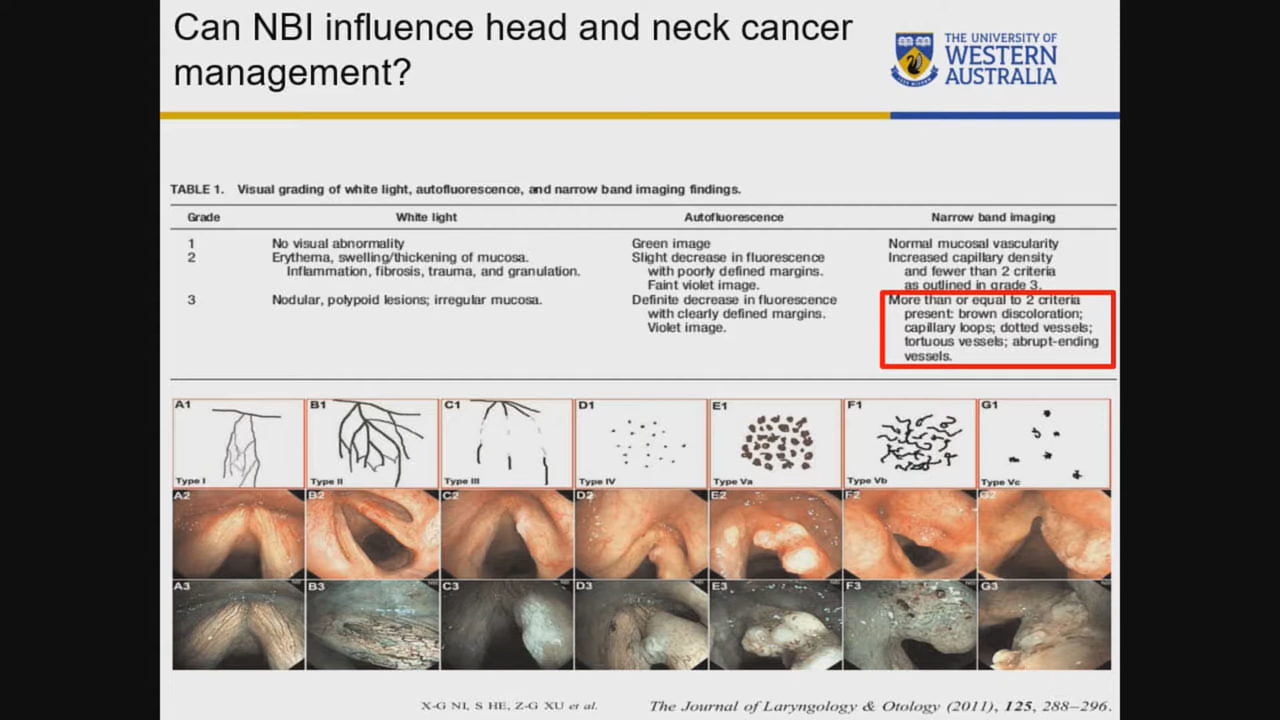 Can NBI influence head and neck cancer
management?
THE UNIVERSITY OF
WESTERN
AUSTRALIA
TABLE 1. Visual grading of white light, autofluorescence, and narrow band imaging findings.
Grade White light Autofluorescence Narrow band imaging
1 No visual abnormality Green image Normal mucosal vascularity
2 Erythema, swelling/thickening of mucosa. Slight decrease in fluorescence Increased capillary density
Inflammation, fibrosis, trauma, and granulation. with poorly defined margins. and fewer than 2 criteria
Faint violet image. as outlined in grade 3.
3 Nodular, polypoid lesions; irregular mucosa. Definite decrease in fluorescence More than or equal to 2 criteria
with clearly defined margins. present: brown discoloration;
Violet image. capillary loops; dotted vessels;
tortuous vessels; abrupt-ending
vessels.
A1 B1 C1 D1 E1 F1 G1
Type I Type II Type III Type IV Type Va Type Vb Type Vc
A2 B2 C2 D2 E2 F2 G2
A3 B3 C3 D3 E3 F3 G3
X-G NI, S HE, Z-G XU et al.
The Journal of Laryngology & Otology (2011), 125, 288–296.